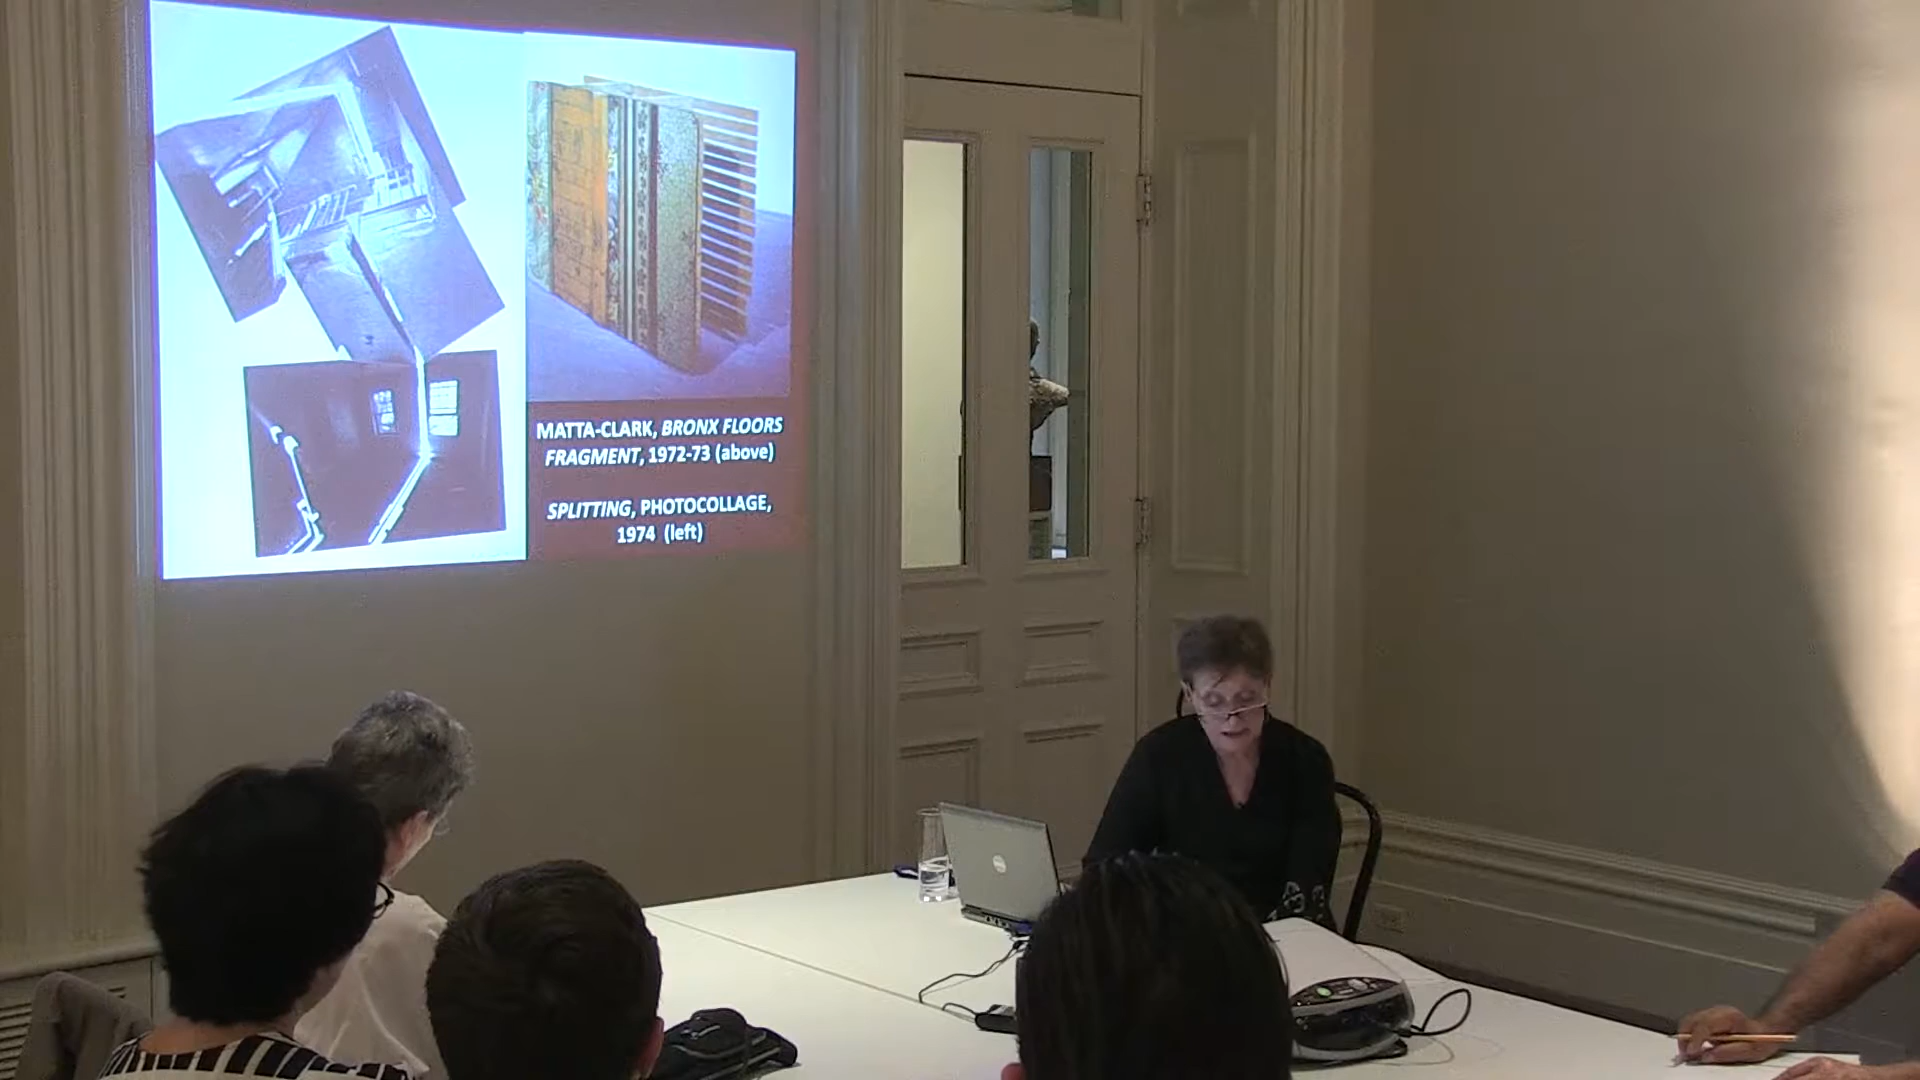 MATTA-CLARK, BRONX FLOORS
FRAGMENT, 1972-73 (above)
SPLITTING, PHOTOCOLLAGE,
1974 (left)